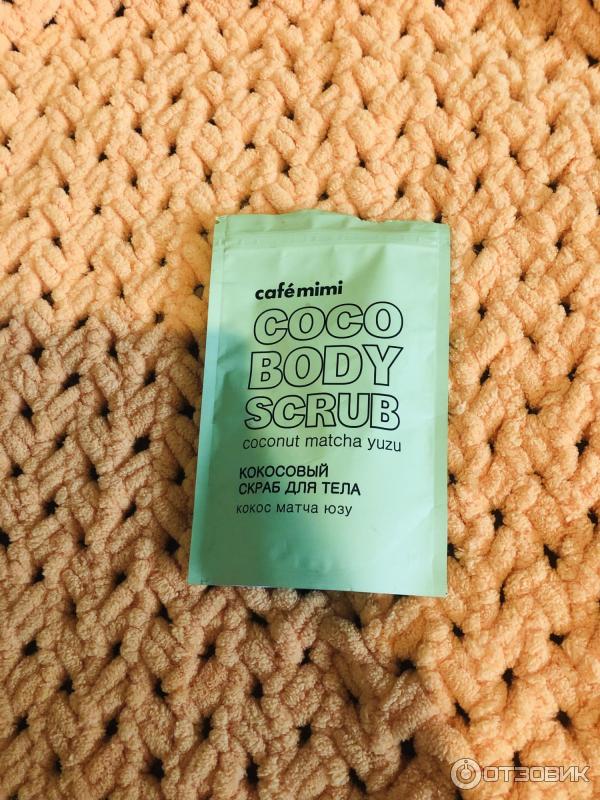 café mimi
COCO
BODY
SCRUB
coconut matcha yuzu
КОКОСОВЫЙ
СКРАБ ДЛЯ ТЕЛА
кокос матча юзу
ОТЗОВИК